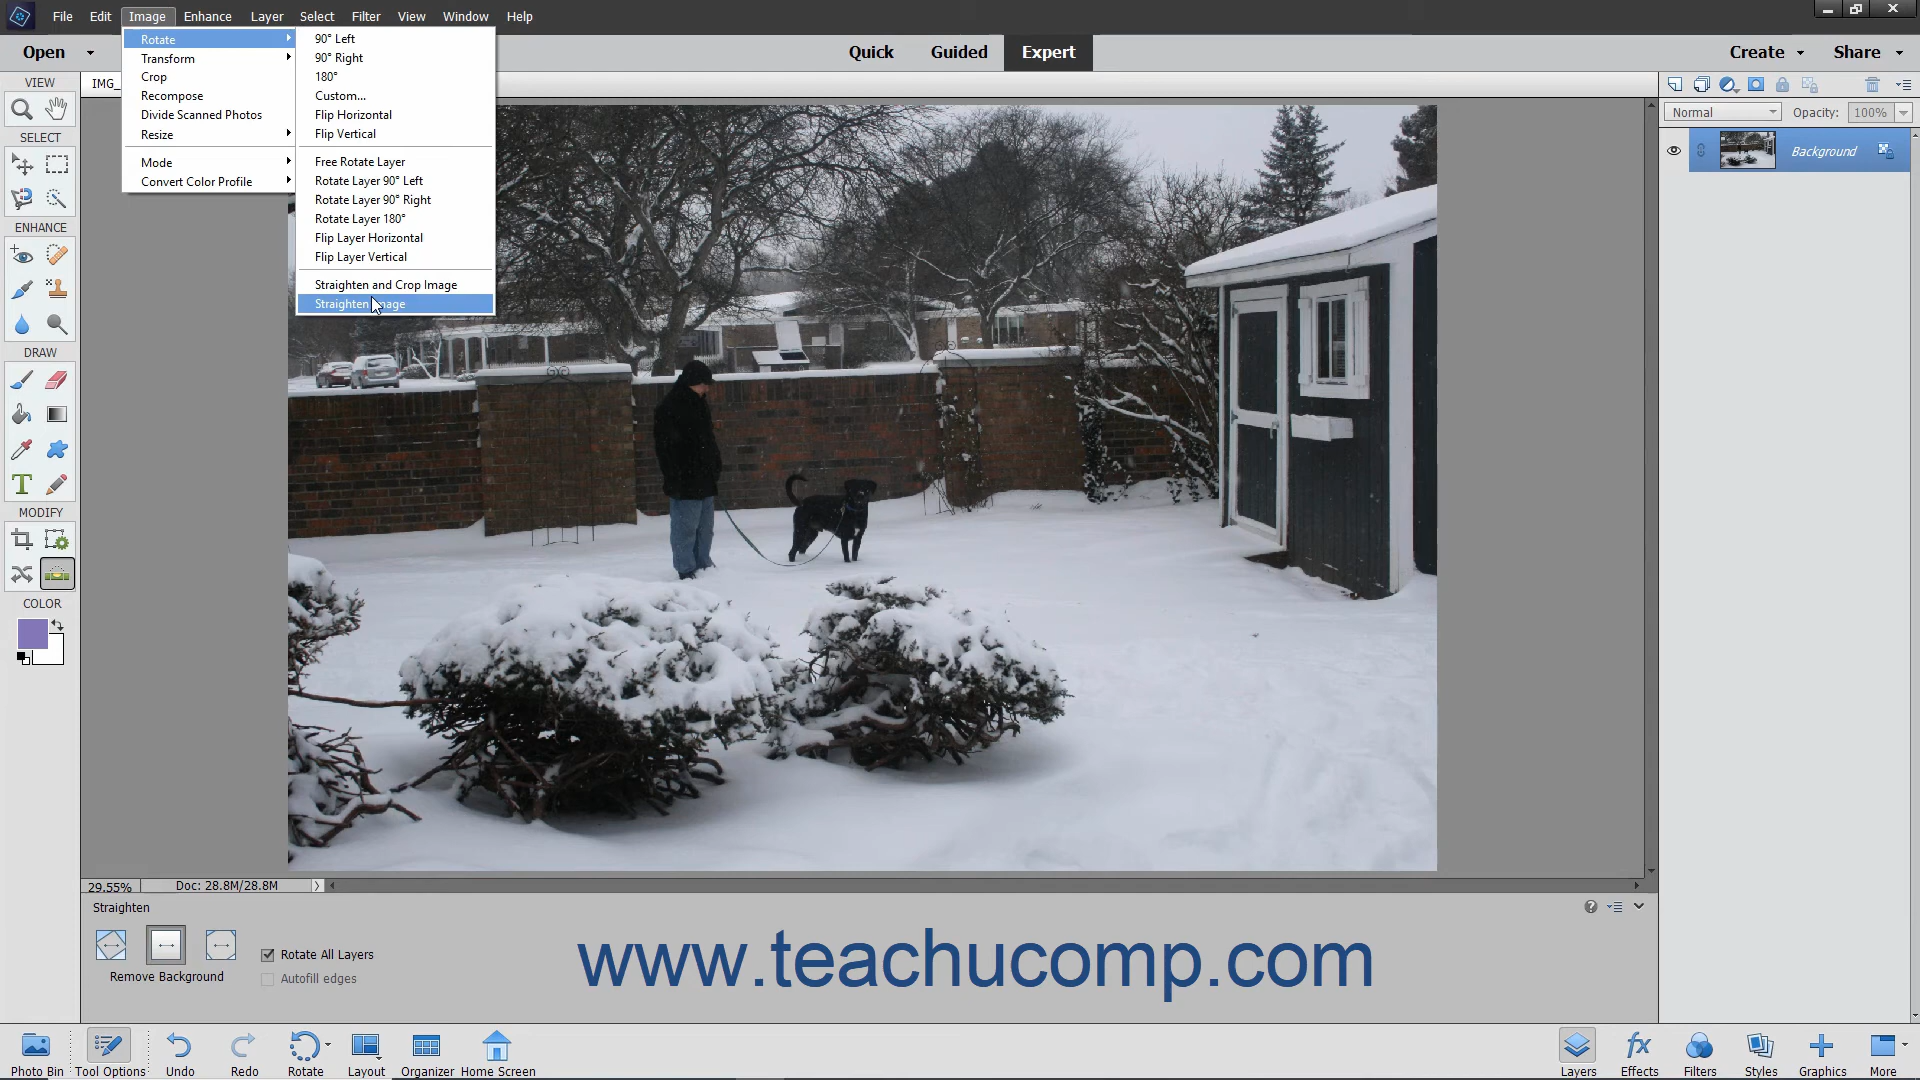 File Edit Image Enhance Layer Select Filter View Window Help
Open Quick Guided Expert Create Share
VIEW
IMG_
Rotate
Transform
Crop
Recompose
Divide Scanned Photos
Resize
Mode
Convert Color Profile
90° Left
90° Right
180°
Custom...
Flip Horizontal
Flip Vertical
Free Rotate Layer
Rotate Layer 90° Left
Rotate Layer 90° Right
Rotate Layer 180°
Flip Layer Horizontal
Flip Layer Vertical
Straighten and Crop Image
Straighten Image
Normal Opacity: 100%
Background
SELECT
ENHANCE
DRAW
MODIFY
COLOR
29.55% Doc: 28.8M/28.8M
Straighten
Remove Background
Rotate All Layers
Autofill edges
www.teachucomp.com
Photo Bin Tool Options Undo Redo Rotate Layout Organizer Home Screen
Layers Effects Filters Styles Graphics More